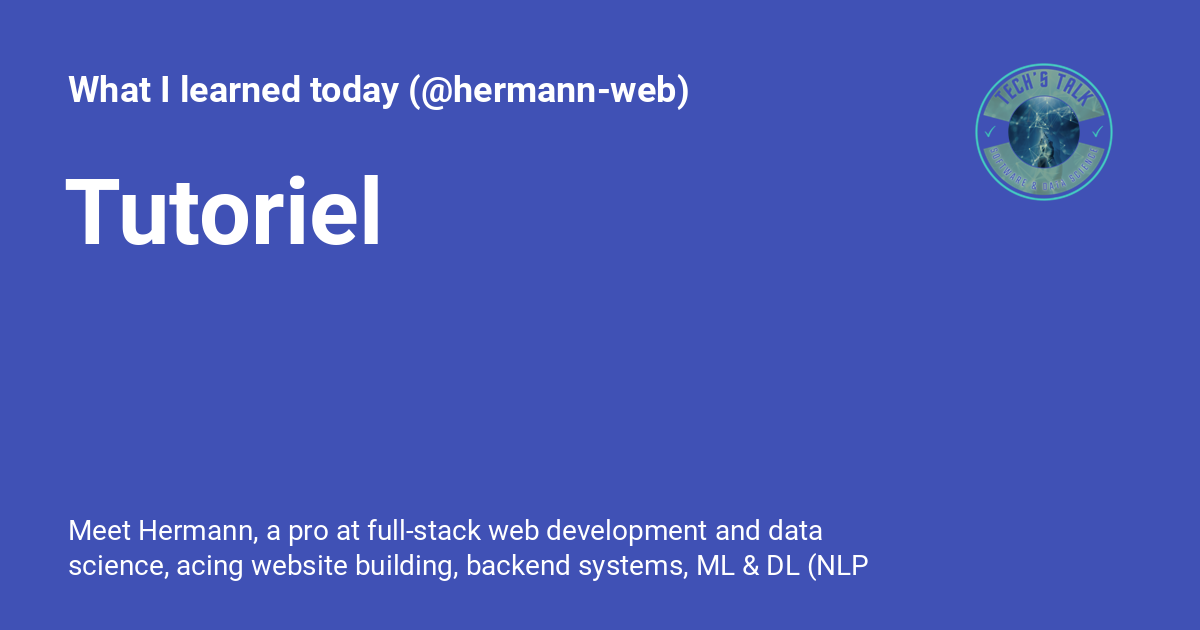 What I learned today (@hermann-web)
TECH'S TALK
Tutoriel
SOFTWARE & DATA SCIENCE
Meet Hermann, a pro at full-stack web development and data
science, acing website building, backend systems, ML & DL (NLP